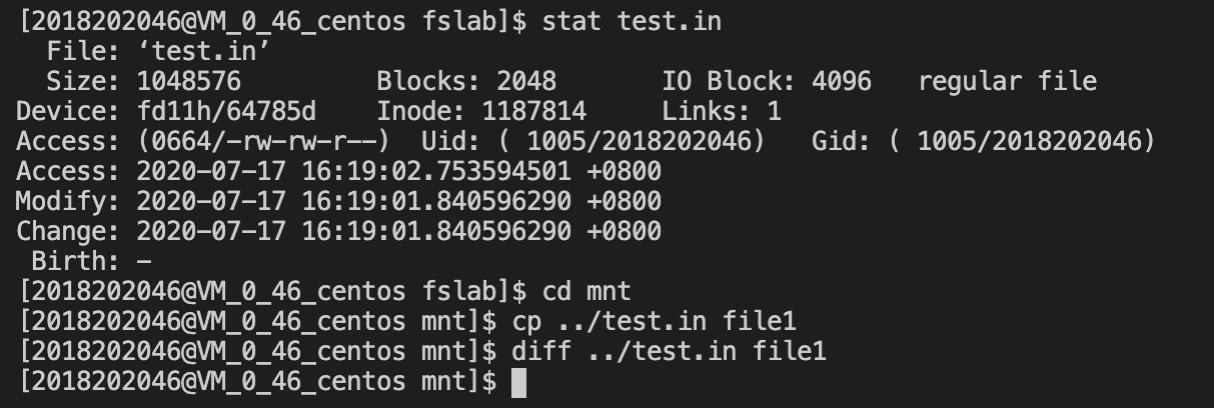 [2018202046@VM_0_46_centos fslab]$ stat test.in
File: ‘test.in’
Size: 1048576 Blocks: 2048 IO Block: 4096 regular file
Device: fd11h/64785d Inode: 1187814 Links: 1
Access: (0664/-rw-rw-r--) Uid: ( 1005/2018202046) Gid: ( 1005/2018202046)
Access: 2020-07-17 16:19:02.753594501 +0800
Modify: 2020-07-17 16:19:01.840596290 +0800
Change: 2020-07-17 16:19:01.840596290 +0800
Birth: -
[2018202046@VM_0_46_centos fslab]$ cd mnt
[2018202046@VM_0_46_centos mnt]$ cp ../test.in file1
[2018202046@VM_0_46_centos mnt]$ diff ../test.in file1
[2018202046@VM_0_46_centos mnt]$